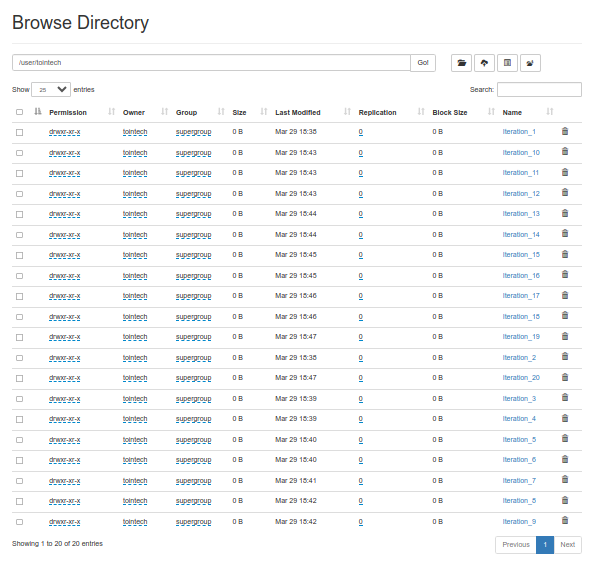 Browse Directory
/user/tointech Go!
Show 25 entries Search:
Permission Owner Group Size Last Modified Replication Block Size Name
drwxr-xr-x tointech supergroup 0 B Mar 29 18:38 0 0 B Iteration_1
drwxr-xr-x tointech supergroup 0 B Mar 29 18:43 0 0 B Iteration_10
drwxr-xr-x tointech supergroup 0 B Mar 29 18:43 0 0 B Iteration_11
drwxr-xr-x tointech supergroup 0 B Mar 29 18:43 0 0 B Iteration_12
drwxr-xr-x tointech supergroup 0 B Mar 29 18:44 0 0 B Iteration_13
drwxr-xr-x tointech supergroup 0 B Mar 29 18:44 0 0 B Iteration_14
drwxr-xr-x tointech supergroup 0 B Mar 29 18:45 0 0 B Iteration_15
drwxr-xr-x tointech supergroup 0 B Mar 29 18:45 0 0 B Iteration_16
drwxr-xr-x tointech supergroup 0 B Mar 29 18:46 0 0 B Iteration_17
drwxr-xr-x tointech supergroup 0 B Mar 29 18:46 0 0 B Iteration_18
drwxr-xr-x tointech supergroup 0 B Mar 29 18:47 0 0 B Iteration_19
drwxr-xr-x tointech supergroup 0 B Mar 29 18:38 0 0 B Iteration_2
drwxr-xr-x tointech supergroup 0 B Mar 29 18:47 0 0 B Iteration_20
drwxr-xr-x tointech supergroup 0 B Mar 29 18:39 0 0 B Iteration_3
drwxr-xr-x tointech supergroup 0 B Mar 29 18:39 0 0 B Iteration_4
drwxr-xr-x tointech supergroup 0 B Mar 29 18:40 0 0 B Iteration_5
drwxr-xr-x tointech supergroup 0 B Mar 29 18:40 0 0 B Iteration_6
drwxr-xr-x tointech supergroup 0 B Mar 29 18:41 0 0 B Iteration_7
drwxr-xr-x tointech supergroup 0 B Mar 29 18:42 0 0 B Iteration_8
drwxr-xr-x tointech supergroup 0 B Mar 29 18:42 0 0 B Iteration_9
Showing 1 to 20 of 20 entries Previous 1 Next